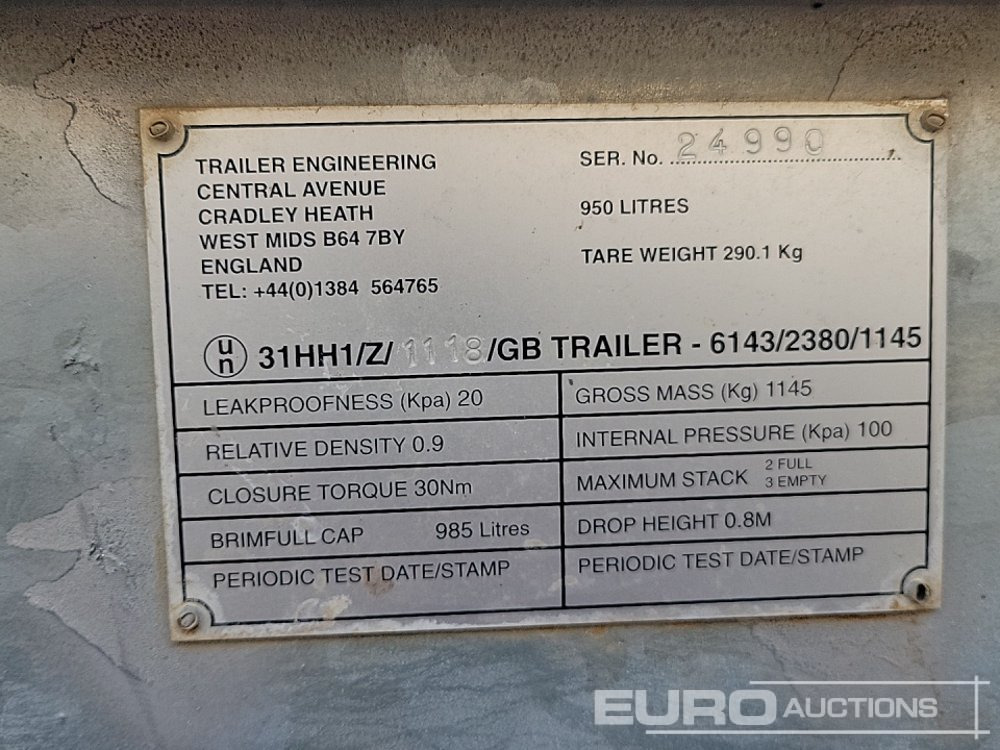 TRAILER ENGINEERING
CENTRAL AVENUE
CRADLEY HEATH
WEST MIDS B64 7BY
ENGLAND
TEL: +44(0)1384 564765
SER. No. 24990
950 LITRES
TARE WEIGHT 290.1 Kg
un 31HH1/Z/1118/GB TRAILER - 6143/2380/1145
LEAKPROOFNESS (Kpa) 20
RELATIVE DENSITY 0.9
CLOSURE TORQUE 30Nm
BRIMFULL CAP 985 Litres
PERIODIC TEST DATE/STAMP
GROSS MASS (Kg) 1145
INTERNAL PRESSURE (Kpa) 100
MAXIMUM STACK 2 FULL
3 EMPTY
DROP HEIGHT 0.8M
PERIODIC TEST DATE/STAMP
EURO AUCTIONS